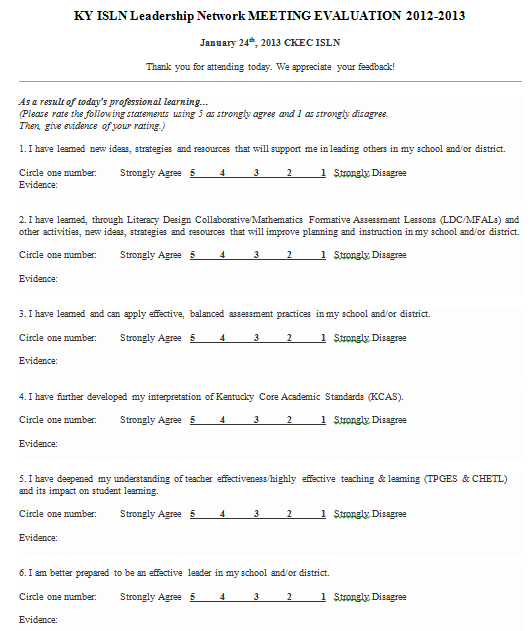 KY ISLN Leadership Network MEETING EVALUATION 2012-2013
January 24th, 2013 CKEC ISLN
Thank you for attending today. We appreciate your feedback!
As a result of today's professional learning...
(Please rate the following statements using 5 as strongly agree and 1 as strongly disagree.
Then, give evidence of your rating.)
1. I have learned new ideas, strategies and resources that will support me in leading others in my school and/or district.
Circle one number: Strongly Agree 5 4 3 2 1 Strongly Disagree
Evidence:
2. I have learned, through Literacy Design Collaborative/Mathematics Formative Assessment Lessons (LDC/MFALs) and
other activities, new ideas, strategies and resources that will improve planning and instruction in my school and/or district.
Circle one number: Strongly Agree 5 4 3 2 1 Strongly Disagree
Evidence:
3. I have learned and can apply effective, balanced assessment practices in my school and/or district.
Circle one number: Strongly Agree 5 4 3 2 1 Strongly Disagree
Evidence:
4. I have further developed my interpretation of Kentucky Core Academic Standards (KCAS).
Circle one number: Strongly Agree 5 4 3 2 1 Strongly Disagree
Evidence:
5. I have deepened my understanding of teacher effectiveness/highly effective teaching & learning (TPGES & CHETL)
and its impact on student learning.
Circle one number: Strongly Agree 5 4 3 2 1 Strongly Disagree
Evidence:
6. I am better prepared to be an effective leader in my school and/or district.
Circle one number: Strongly Agree 5 4 3 2 1 Strongly Disagree
Evidence: